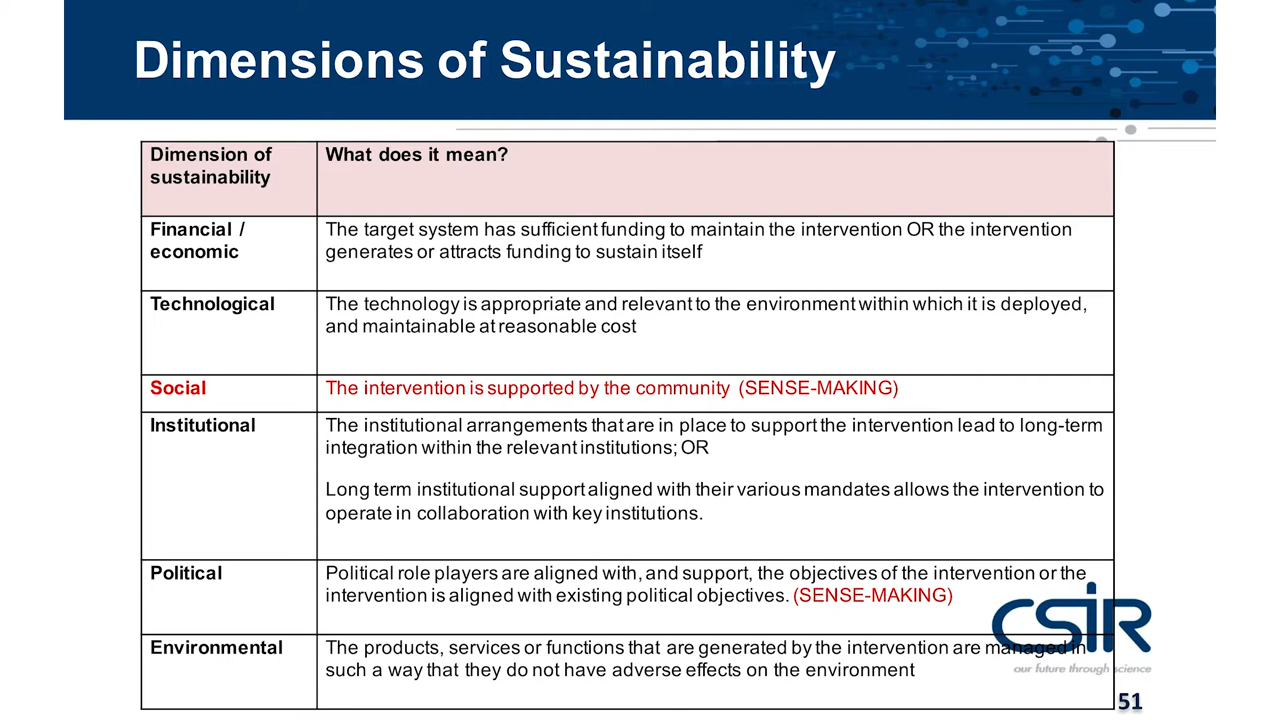 Dimensions of Sustainability
Dimension of sustainability
What does it mean?
Financial / economic
The target system has sufficient funding to maintain the intervention OR the intervention
generates or attracts funding to sustain itself
Technological
The technology is appropriate and relevant to the environment within which it is deployed,
and maintainable at reasonable cost
Social
The intervention is supported by the community (SENSE-MAKING)
Institutional
The institutional arrangements that are in place to support the intervention lead to long-term
integration within the relevant institutions; OR
Long term institutional support aligned with their various mandates allows the intervention to
operate in collaboration with key institutions.
Political
Political role players are aligned with, and support, the objectives of the intervention or the
intervention is aligned with existing political objectives. (SENSE-MAKING)
Environmental
The products, services or functions that are generated by the intervention are managed in
such a way that they do not have adverse effects on the environment
CSIR
our future through science
51